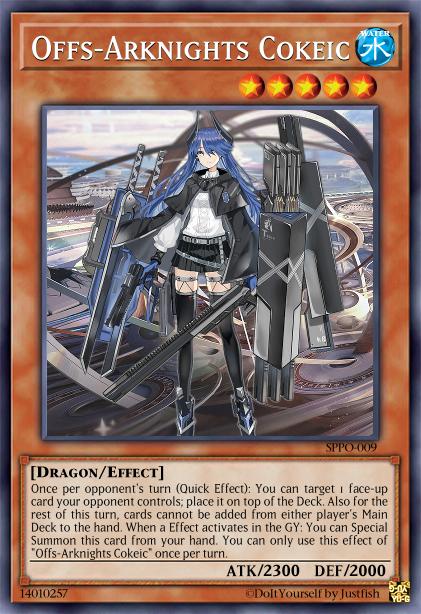 OFFS-ARKNIGHTS COKEIC
WATER
水
SPPO-009
[DRAGON/EFFECT]
Once per opponent's turn (Quick Effect): You can target 1 face-up
card your opponent controls; place it on top of the Deck. Also for the
rest of this turn, cards cannot be added from either player's Main
Deck to the hand. When a Effect activates in the GY: You can Special
Summon this card from your hand. You can only use this effect of
"Offs-Arknights Cokeic" once per turn.
ATK/2300 DEF/2000
14010257
©DoItYourself by Justfish